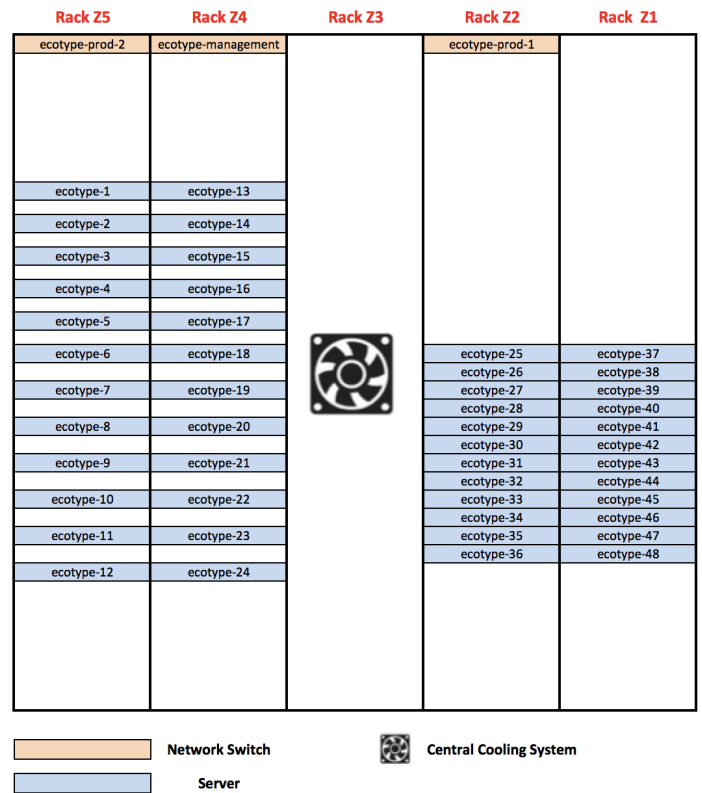 Rack Z5 Rack Z4 Rack Z3 Rack Z2 Rack Z1
ecotype-prod-2 ecotype-management ecotype-prod-1
ecotype-1 ecotype-13
ecotype-2 ecotype-14
ecotype-3 ecotype-15
ecotype-4 ecotype-16
ecotype-5 ecotype-17
ecotype-6 ecotype-18 ecotype-25 ecotype-37
ecotype-26 ecotype-38
ecotype-7 ecotype-19 ecotype-27 ecotype-39
ecotype-28 ecotype-40
ecotype-8 ecotype-20 ecotype-29 ecotype-41
ecotype-30 ecotype-42
ecotype-9 ecotype-21 ecotype-31 ecotype-43
ecotype-32 ecotype-44
ecotype-10 ecotype-22 ecotype-33 ecotype-45
ecotype-34 ecotype-46
ecotype-11 ecotype-23 ecotype-35 ecotype-47
ecotype-36 ecotype-48
ecotype-12 ecotype-24
Network Switch Central Cooling System
Server